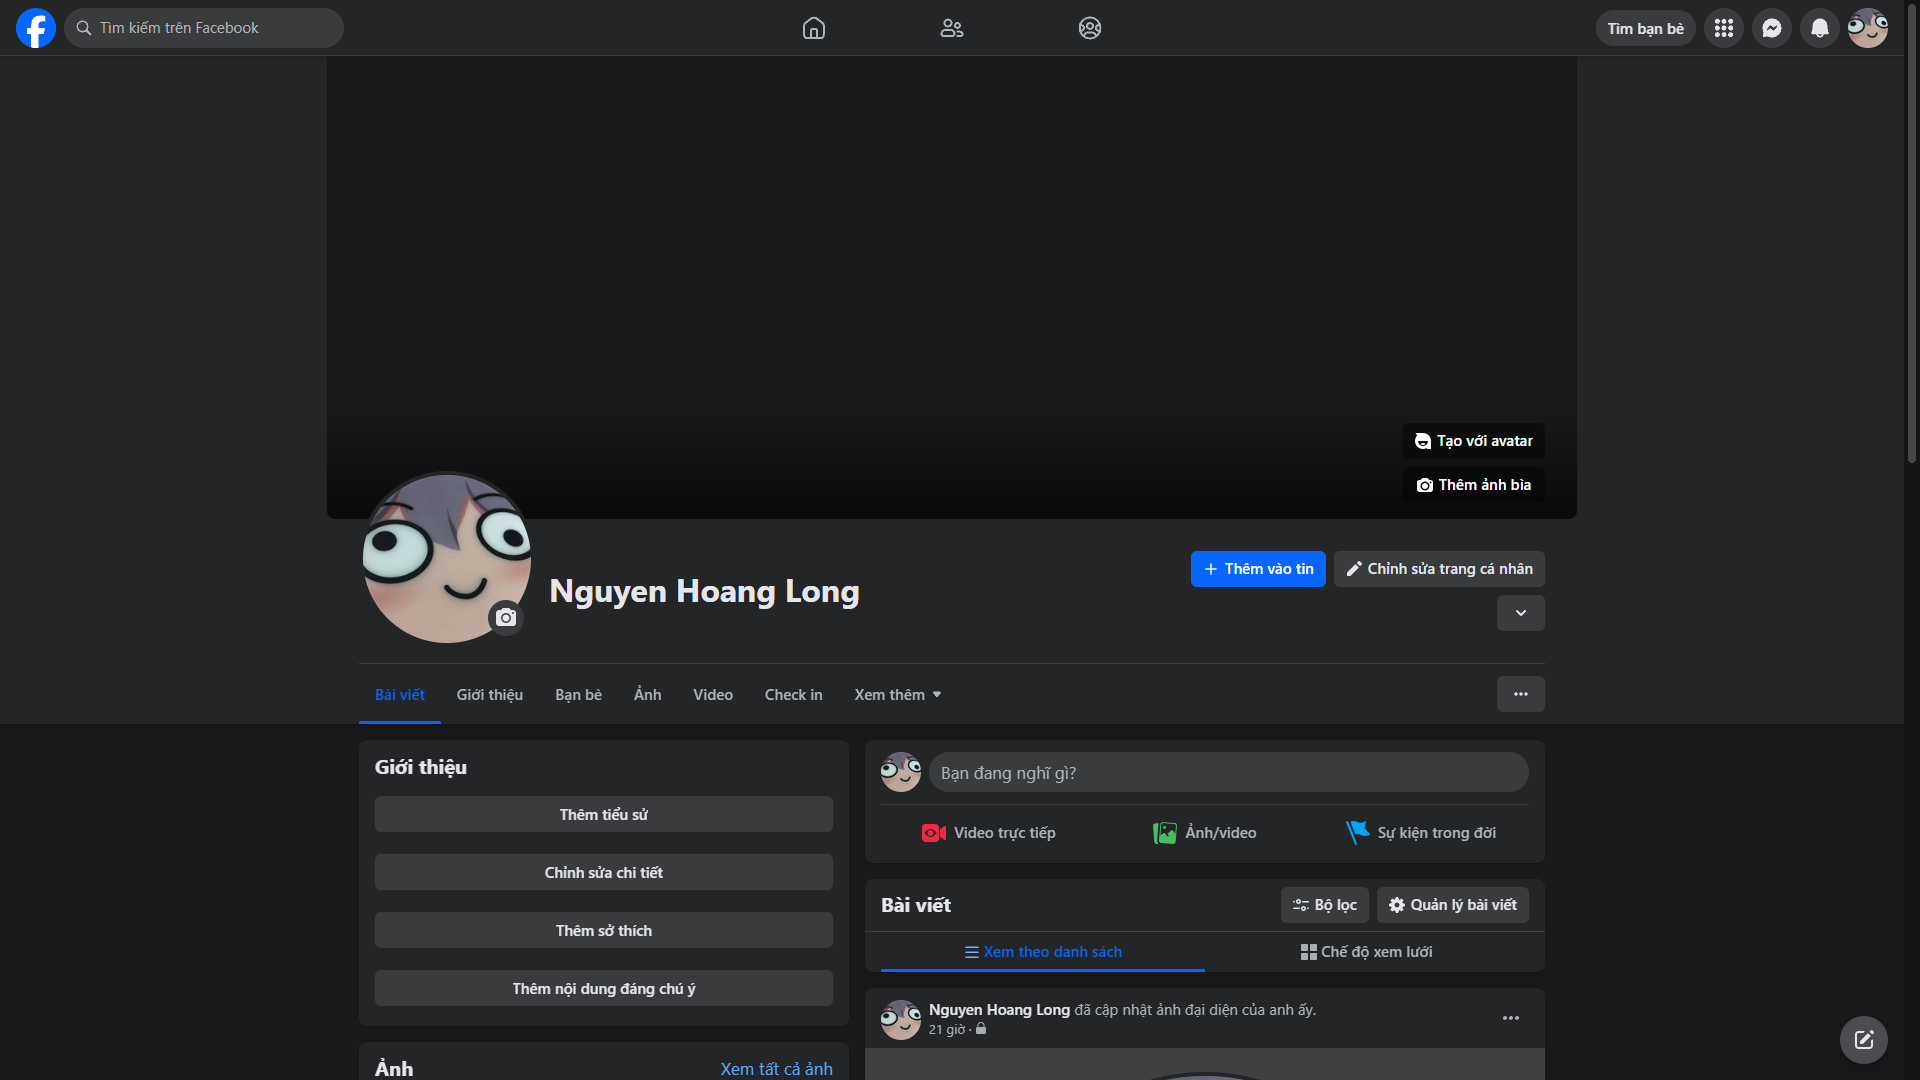 Tìm kiếm trên Facebook
Tìm bạn bè
Tạo với avatar
Thêm ảnh bìa
Nguyen Hoang Long
Thêm vào tin
Chỉnh sửa trang cá nhân
Bài viết
Giới thiệu
Bạn bè
Ảnh
Video
Check in
Xem thêm
Giới thiệu
Thêm tiểu sử
Chỉnh sửa chi tiết
Thêm sở thích
Thêm nội dung đáng chú ý
Ảnh
Xem tất cả ảnh
Bạn đang nghĩ gì?
Video trực tiếp
Ảnh/video
Sự kiện trong đời
Bài viết
Bộ lọc
Quản lý bài viết
Xem theo danh sách
Chế độ xem lưới
Nguyen Hoang Long đã cập nhật ảnh đại diện của anh ấy.
21 giờ ·